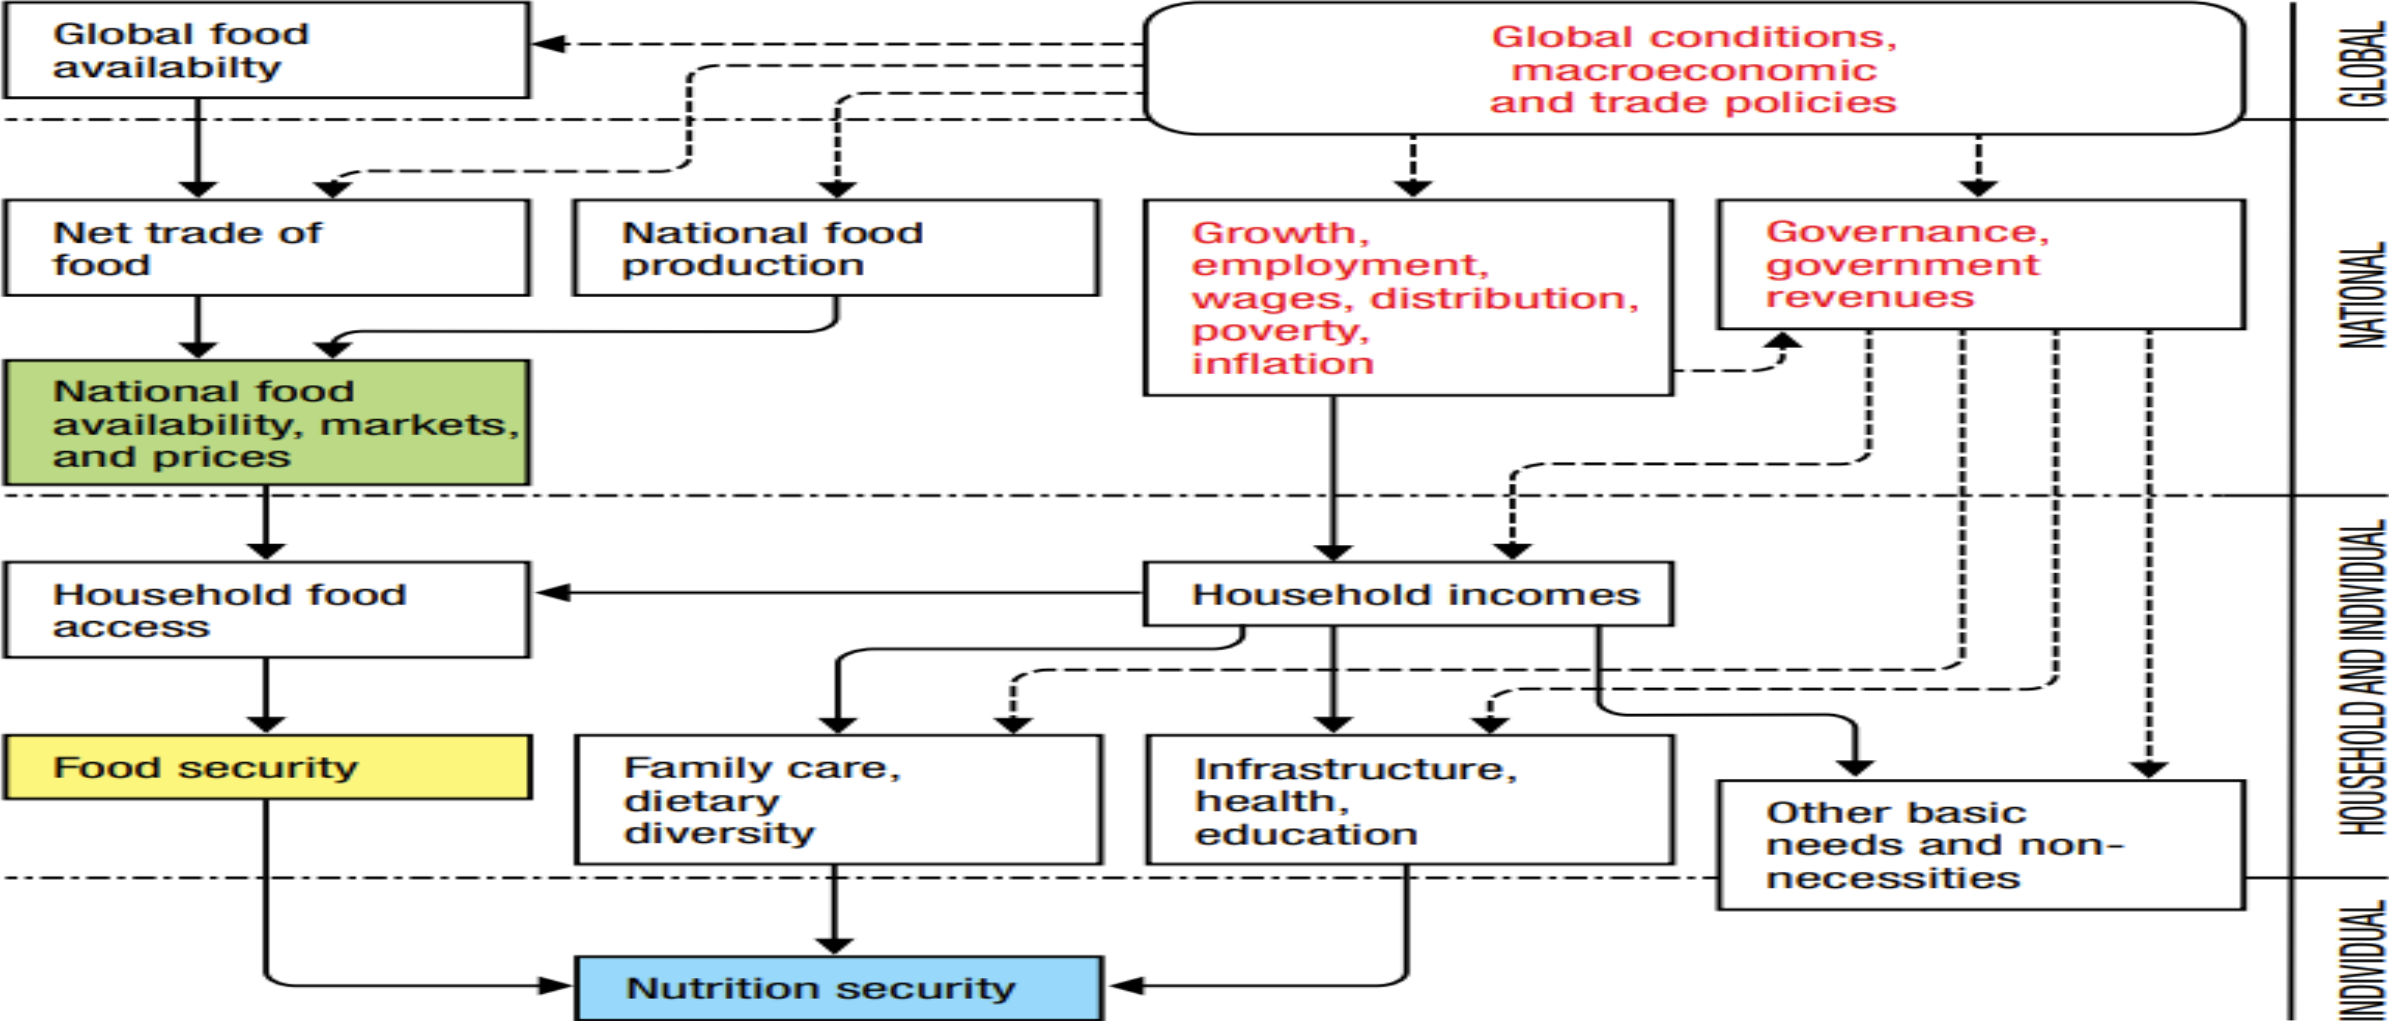 Global food
availabilty
Global conditions,
macroeconomic
and trade policies
GLOBAL
Net trade of
food
National food
production
Growth,
employment,
wages, distribution,
poverty,
inflation
Governance,
government
revenues
NATIONAL
National food
availability, markets,
and prices
Household food
access
Household incomes
HOUSEHOLD AND INDIVIDUAL
Food security
Family care,
dietary
diversity
Infrastructure,
health,
education
Other basic
needs and non-
necessities
Nutrition security
INDIVIDUAL